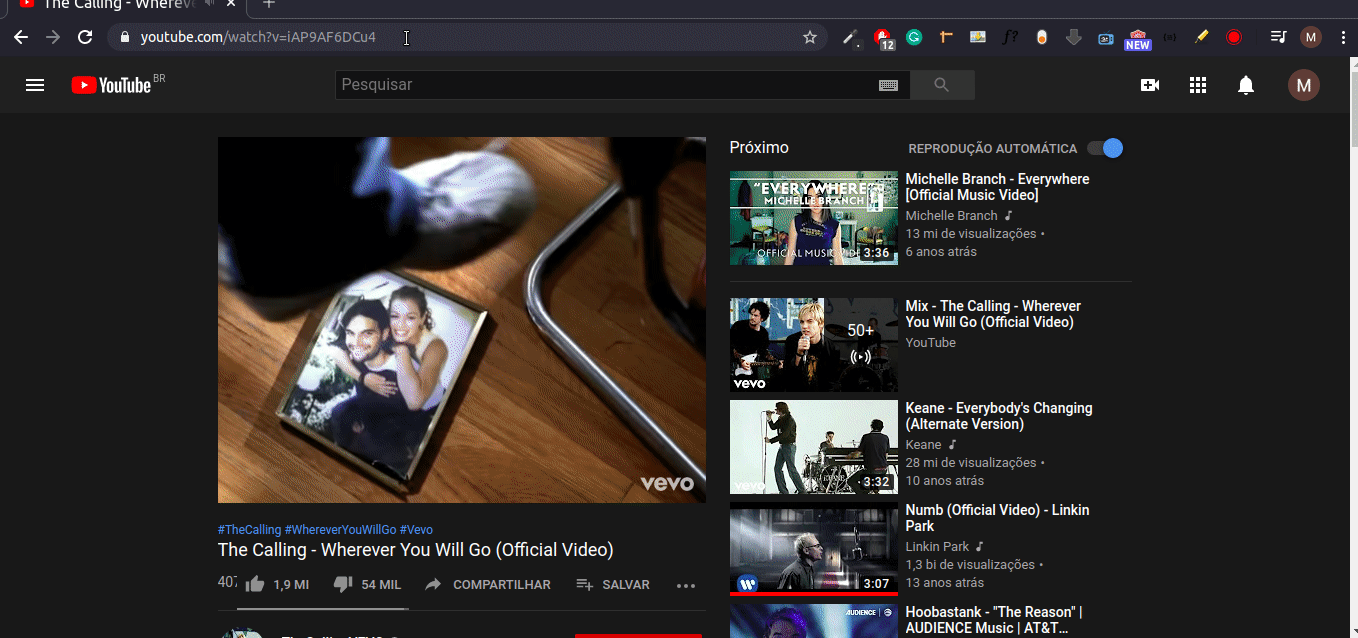 The Calling - Wherev
youtube.com/watch?v=iAP9AF6DCu4
12
f?
NEW
M
YouTube BR
Pesquisar
M
vevo
#TheCalling #WhereverYouWillGo #Vevo
The Calling - Wherever You Will Go (Official Video)
407
1,9 MI
54 MIL
COMPARTILHAR
SALVAR
Próximo
REPRODUÇÃO AUTOMÁTICA
"EVERYWHERE"
MICHELLE BRANCH
OFFICIAL MUSIC VIDE
3:36
Michelle Branch - Everywhere
[Official Music Video]
Michelle Branch
13 mi de visualizações •
6 anos atrás
50+
vevo
Mix - The Calling - Wherever
You Will Go (Official Video)
YouTube
vevo
3:32
Keane - Everybody's Changing
(Alternate Version)
Keane
28 mi de visualizações •
10 anos atrás
3:07
Numb (Official Video) - Linkin
Park
Linkin Park
1,3 bi de visualizações •
13 anos atrás
AUDIENCE
Hoobastank - "The Reason" |
AUDIENCE Music | AT&T...